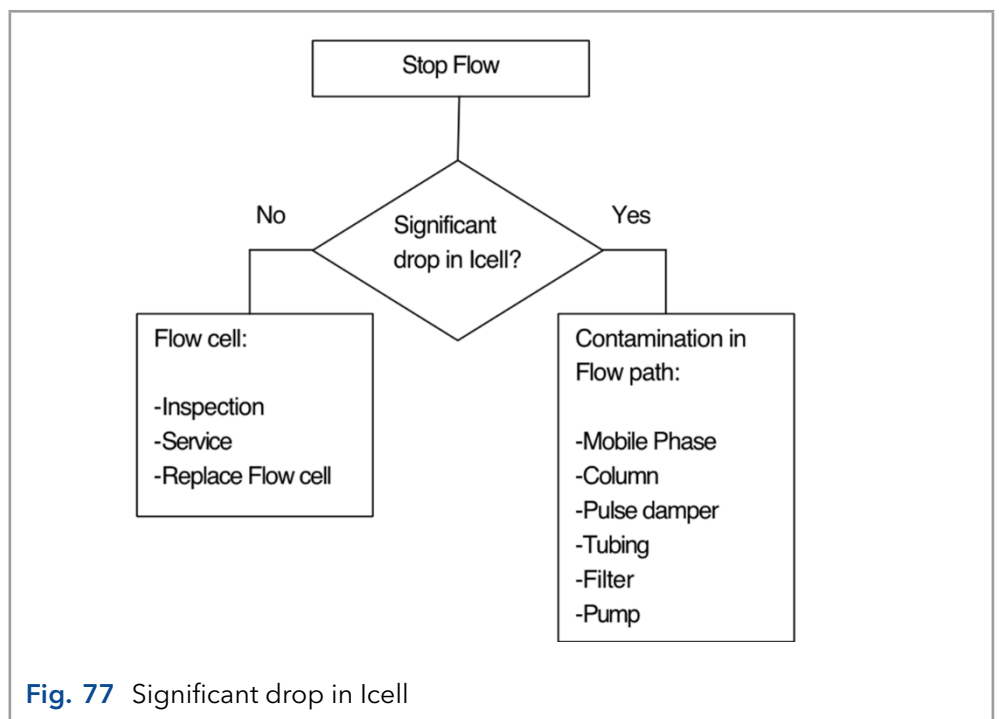 Stop Flow
Significant
drop in Icell?
No
Yes
Flow cell:
-Inspection
-Service
-Replace Flow cell
Contamination in
Flow path:
-Mobile Phase
-Column
-Pulse damper
-Tubing
-Filter
-Pump
Fig. 77 Significant drop in Icell